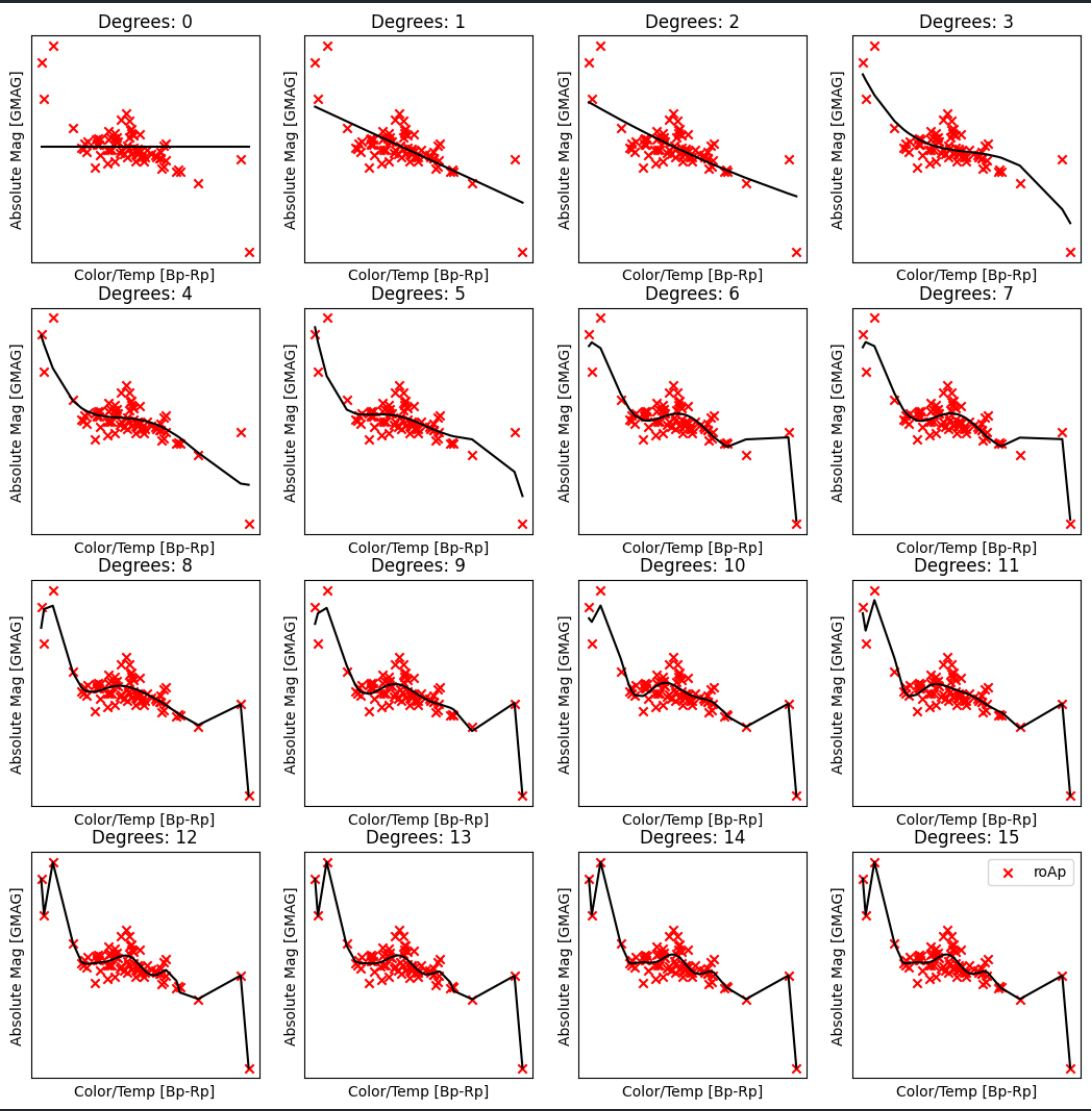 Degrees: 0
Absolute Mag [GMAG]
Color/Temp [Bp-Rp]
Degrees: 1
Absolute Mag [GMAG]
Color/Temp [Bp-Rp]
Degrees: 2
Absolute Mag [GMAG]
Color/Temp [Bp-Rp]
Degrees: 3
Absolute Mag [GMAG]
Color/Temp [Bp-Rp]
Degrees: 4
Absolute Mag [GMAG]
Color/Temp [Bp-Rp]
Degrees: 5
Absolute Mag [GMAG]
Color/Temp [Bp-Rp]
Degrees: 6
Absolute Mag [GMAG]
Color/Temp [Bp-Rp]
Degrees: 7
Absolute Mag [GMAG]
Color/Temp [Bp-Rp]
Degrees: 8
Absolute Mag [GMAG]
Color/Temp [Bp-Rp]
Degrees: 9
Absolute Mag [GMAG]
Color/Temp [Bp-Rp]
Degrees: 10
Absolute Mag [GMAG]
Color/Temp [Bp-Rp]
Degrees: 11
Absolute Mag [GMAG]
Color/Temp [Bp-Rp]
Degrees: 12
Absolute Mag [GMAG]
Color/Temp [Bp-Rp]
Degrees: 13
Absolute Mag [GMAG]
Color/Temp [Bp-Rp]
Degrees: 14
Absolute Mag [GMAG]
Color/Temp [Bp-Rp]
Degrees: 15
roAp
Absolute Mag [GMAG]
Color/Temp [Bp-Rp]